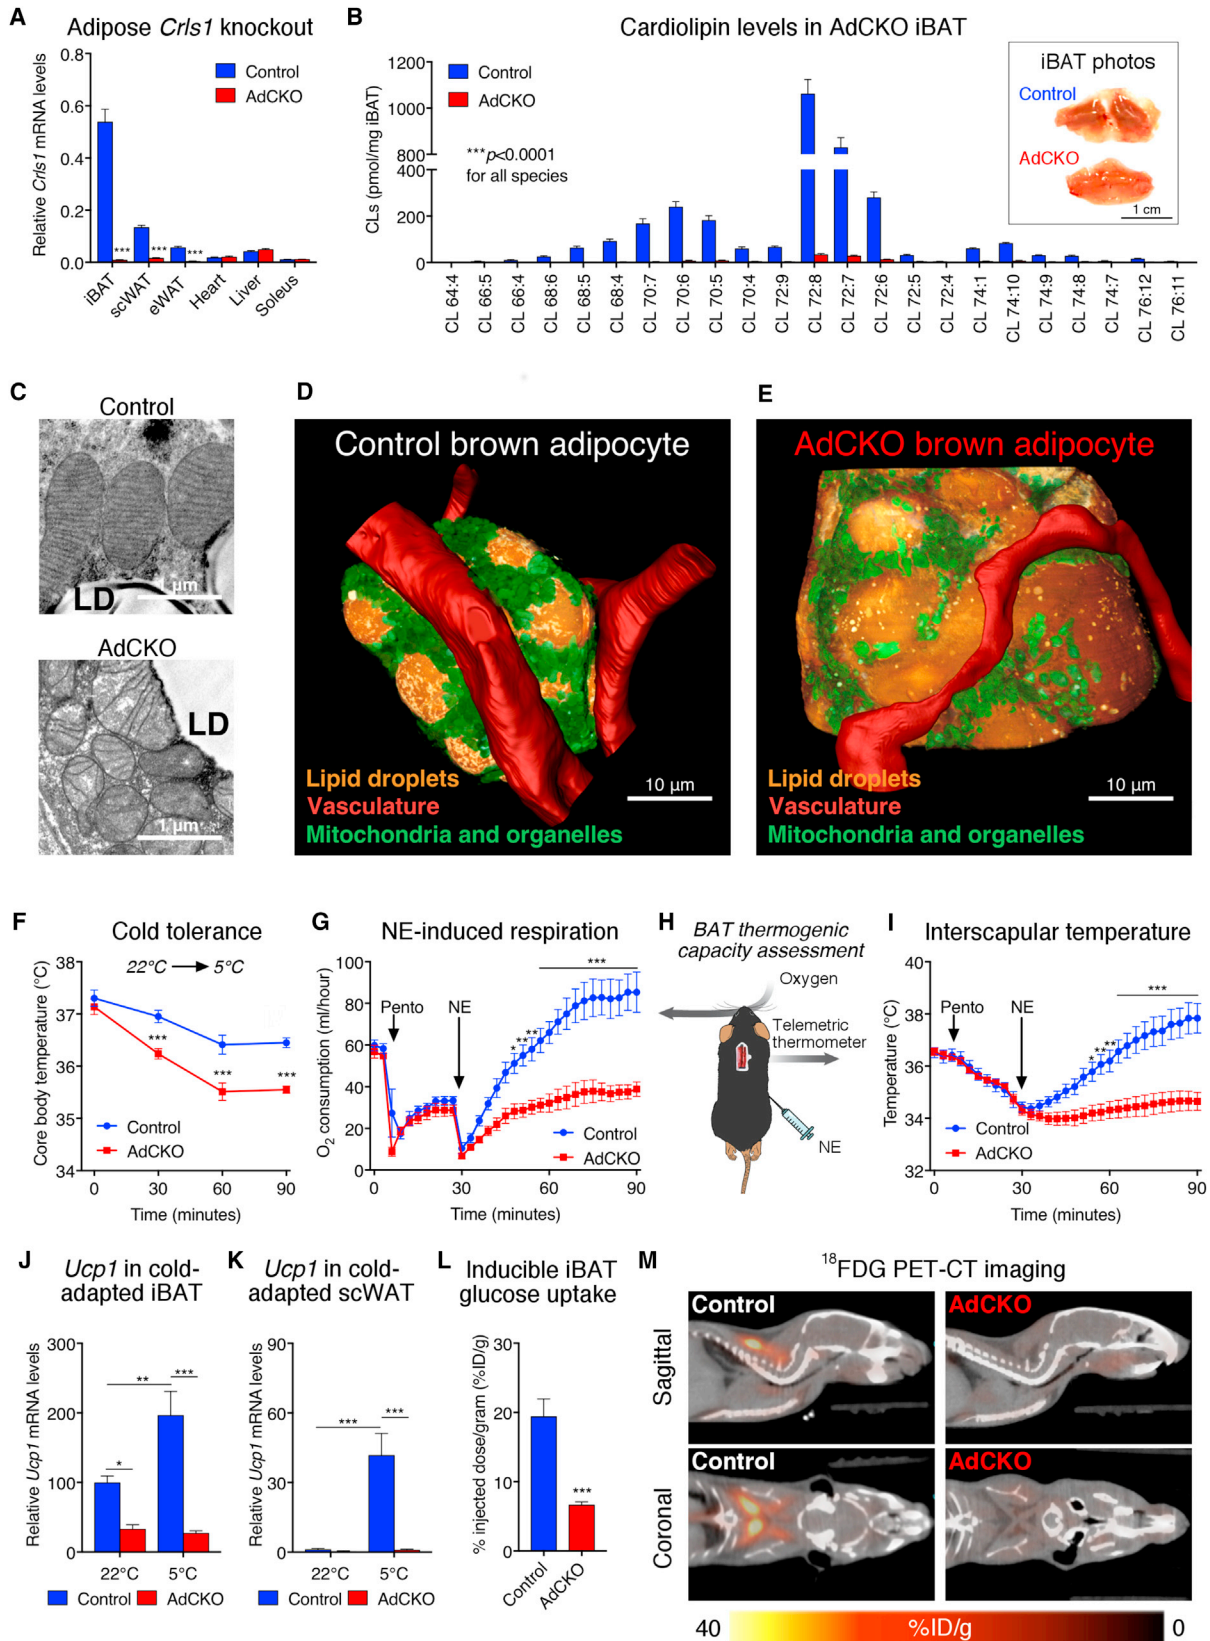 A
Adipose Crls1 knockout
Relative Crls1 mRNA levels
0.8
0.6
0.4
0.2
0.0
Control
AdCKO
***
***
***
iBAT
scWAT
eWAT
Heart
Liver
Soleus
B
Cardiolipin levels in AdCKO iBAT
CLs (pmol/mg iBAT)
1200
1000
800
400
200
0
Control
AdCKO
***p<0.0001
for all species
iBAT photos
Control
AdCKO
1 cm
CL 64:4
CL 66:5
CL 66:4
CL 68:6
CL 68:5
CL 68:4
CL 70:7
CL 70:6
CL 70:5
CL 70:4
CL 72:9
CL 72:8
CL 72:7
CL 72:6
CL 72:5
CL 72:4
CL 74:1
CL 74:10
CL 74:9
CL 74:8
CL 74:7
CL 76:12
CL 76:11
C
Control
1 µm
LD
AdCKO
LD
1 µm
D
Control brown adipocyte
Lipid droplets
Vasculature
Mitochondria and organelles
10 µm
E
AdCKO brown adipocyte
Lipid droplets
Vasculature
Mitochondria and organelles
10 µm
F
Cold tolerance
22°C 5°C
Core body temperature (°C)
38
37
36
35
34
***
***
***
Control
AdCKO
0 30 60 90
Time (minutes)
G
NE-induced respiration
O2 consumption (ml/hour)
100
80
60
40
20
0
Pento
NE
*
**
**
***
Control
AdCKO
0 30 60 90
Time (minutes)
H
BAT thermogenic
capacity assessment
Oxygen
Telemetric
thermometer
NE
I
Interscapular temperature
Temperature (°C)
40
38
36
34
32
Pento
NE
*
**
**
***
Control
AdCKO
0 30 60 90
Time (minutes)
J
Ucp1 in cold-
adapted iBAT
Relative Ucp1 mRNA levels
300
200
100
0
*
**
***
22°C 5°C
Control AdCKO
K
Ucp1 in cold-
adapted scWAT
Relative Ucp1 mRNA levels
90
60
30
0
***
***
22°C 5°C
Control AdCKO
L
Inducible iBAT
glucose uptake
% injected dose/gram (%ID/g)
30
20
10
0
***
Control
AdCKO
M
18FDG PET-CT imaging
Sagittal
Control
AdCKO
Coronal
Control
AdCKO
40 %ID/g 0